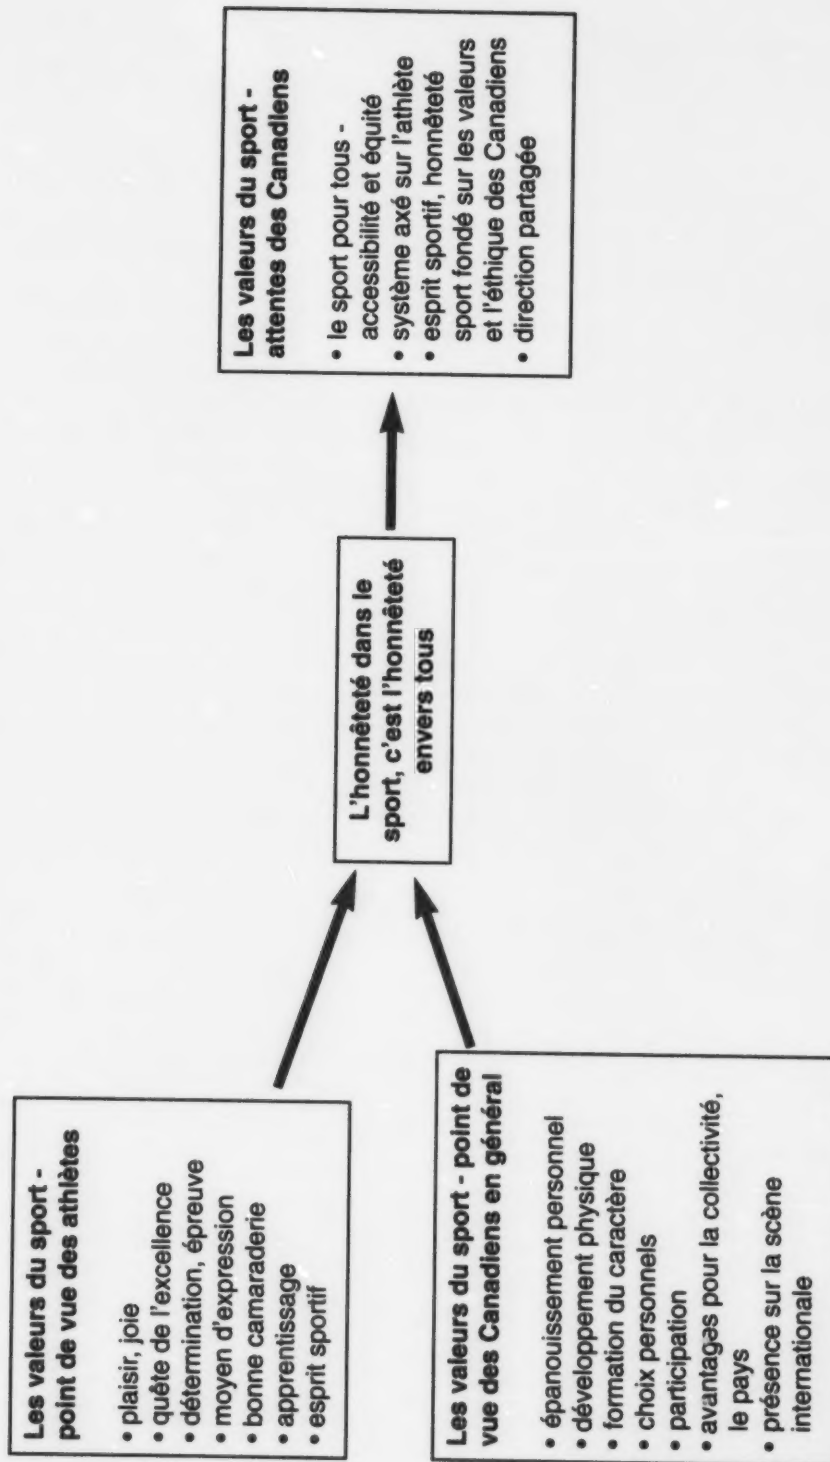 Les valeurs du sport -
point de vue des athlètes
• plaisir, joie
• quête de l'excellence
• détermination, épreuve
• moyen d'expression
• bonne camaraderie
• apprentissage
• esprit sportif
Les valeurs du sport - point de
vue des Canadiens en général
• épanouissement personnel
• développement physique
• formation du caractère
• choix personnels
• participation
• avantages pour la collectivité,
le pays
• présence sur la scène
internationale
L'honnêteté dans le
sport, c'est l'honnêteté
envers tous
Les valeurs du sport -
attentes des Canadiens
• le sport pour tous -
accessibilité et équité
• système axé sur l'athlète
• esprit sportif, honnêteté
sport fondé sur les valeurs
et l'éthique des Canadiens
• direction partagée